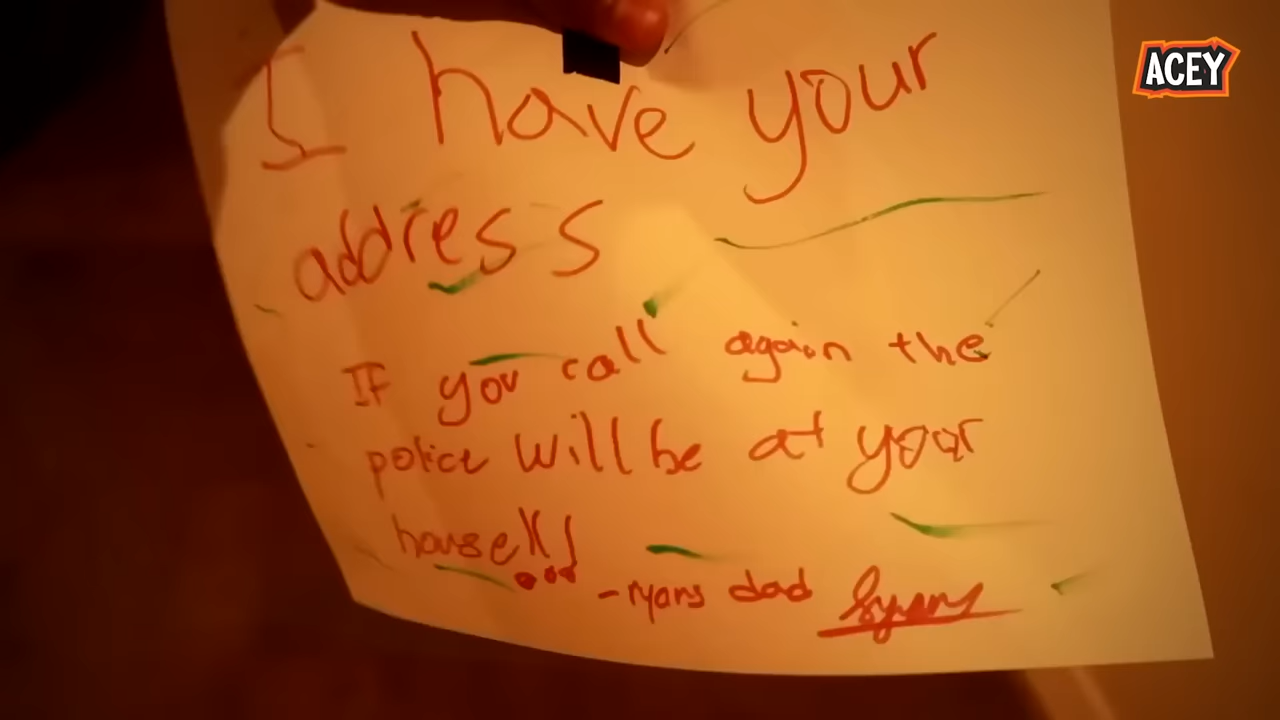 I have your
ACEY
address
If you call again the
police will be at your
house!!!
-ryans dad